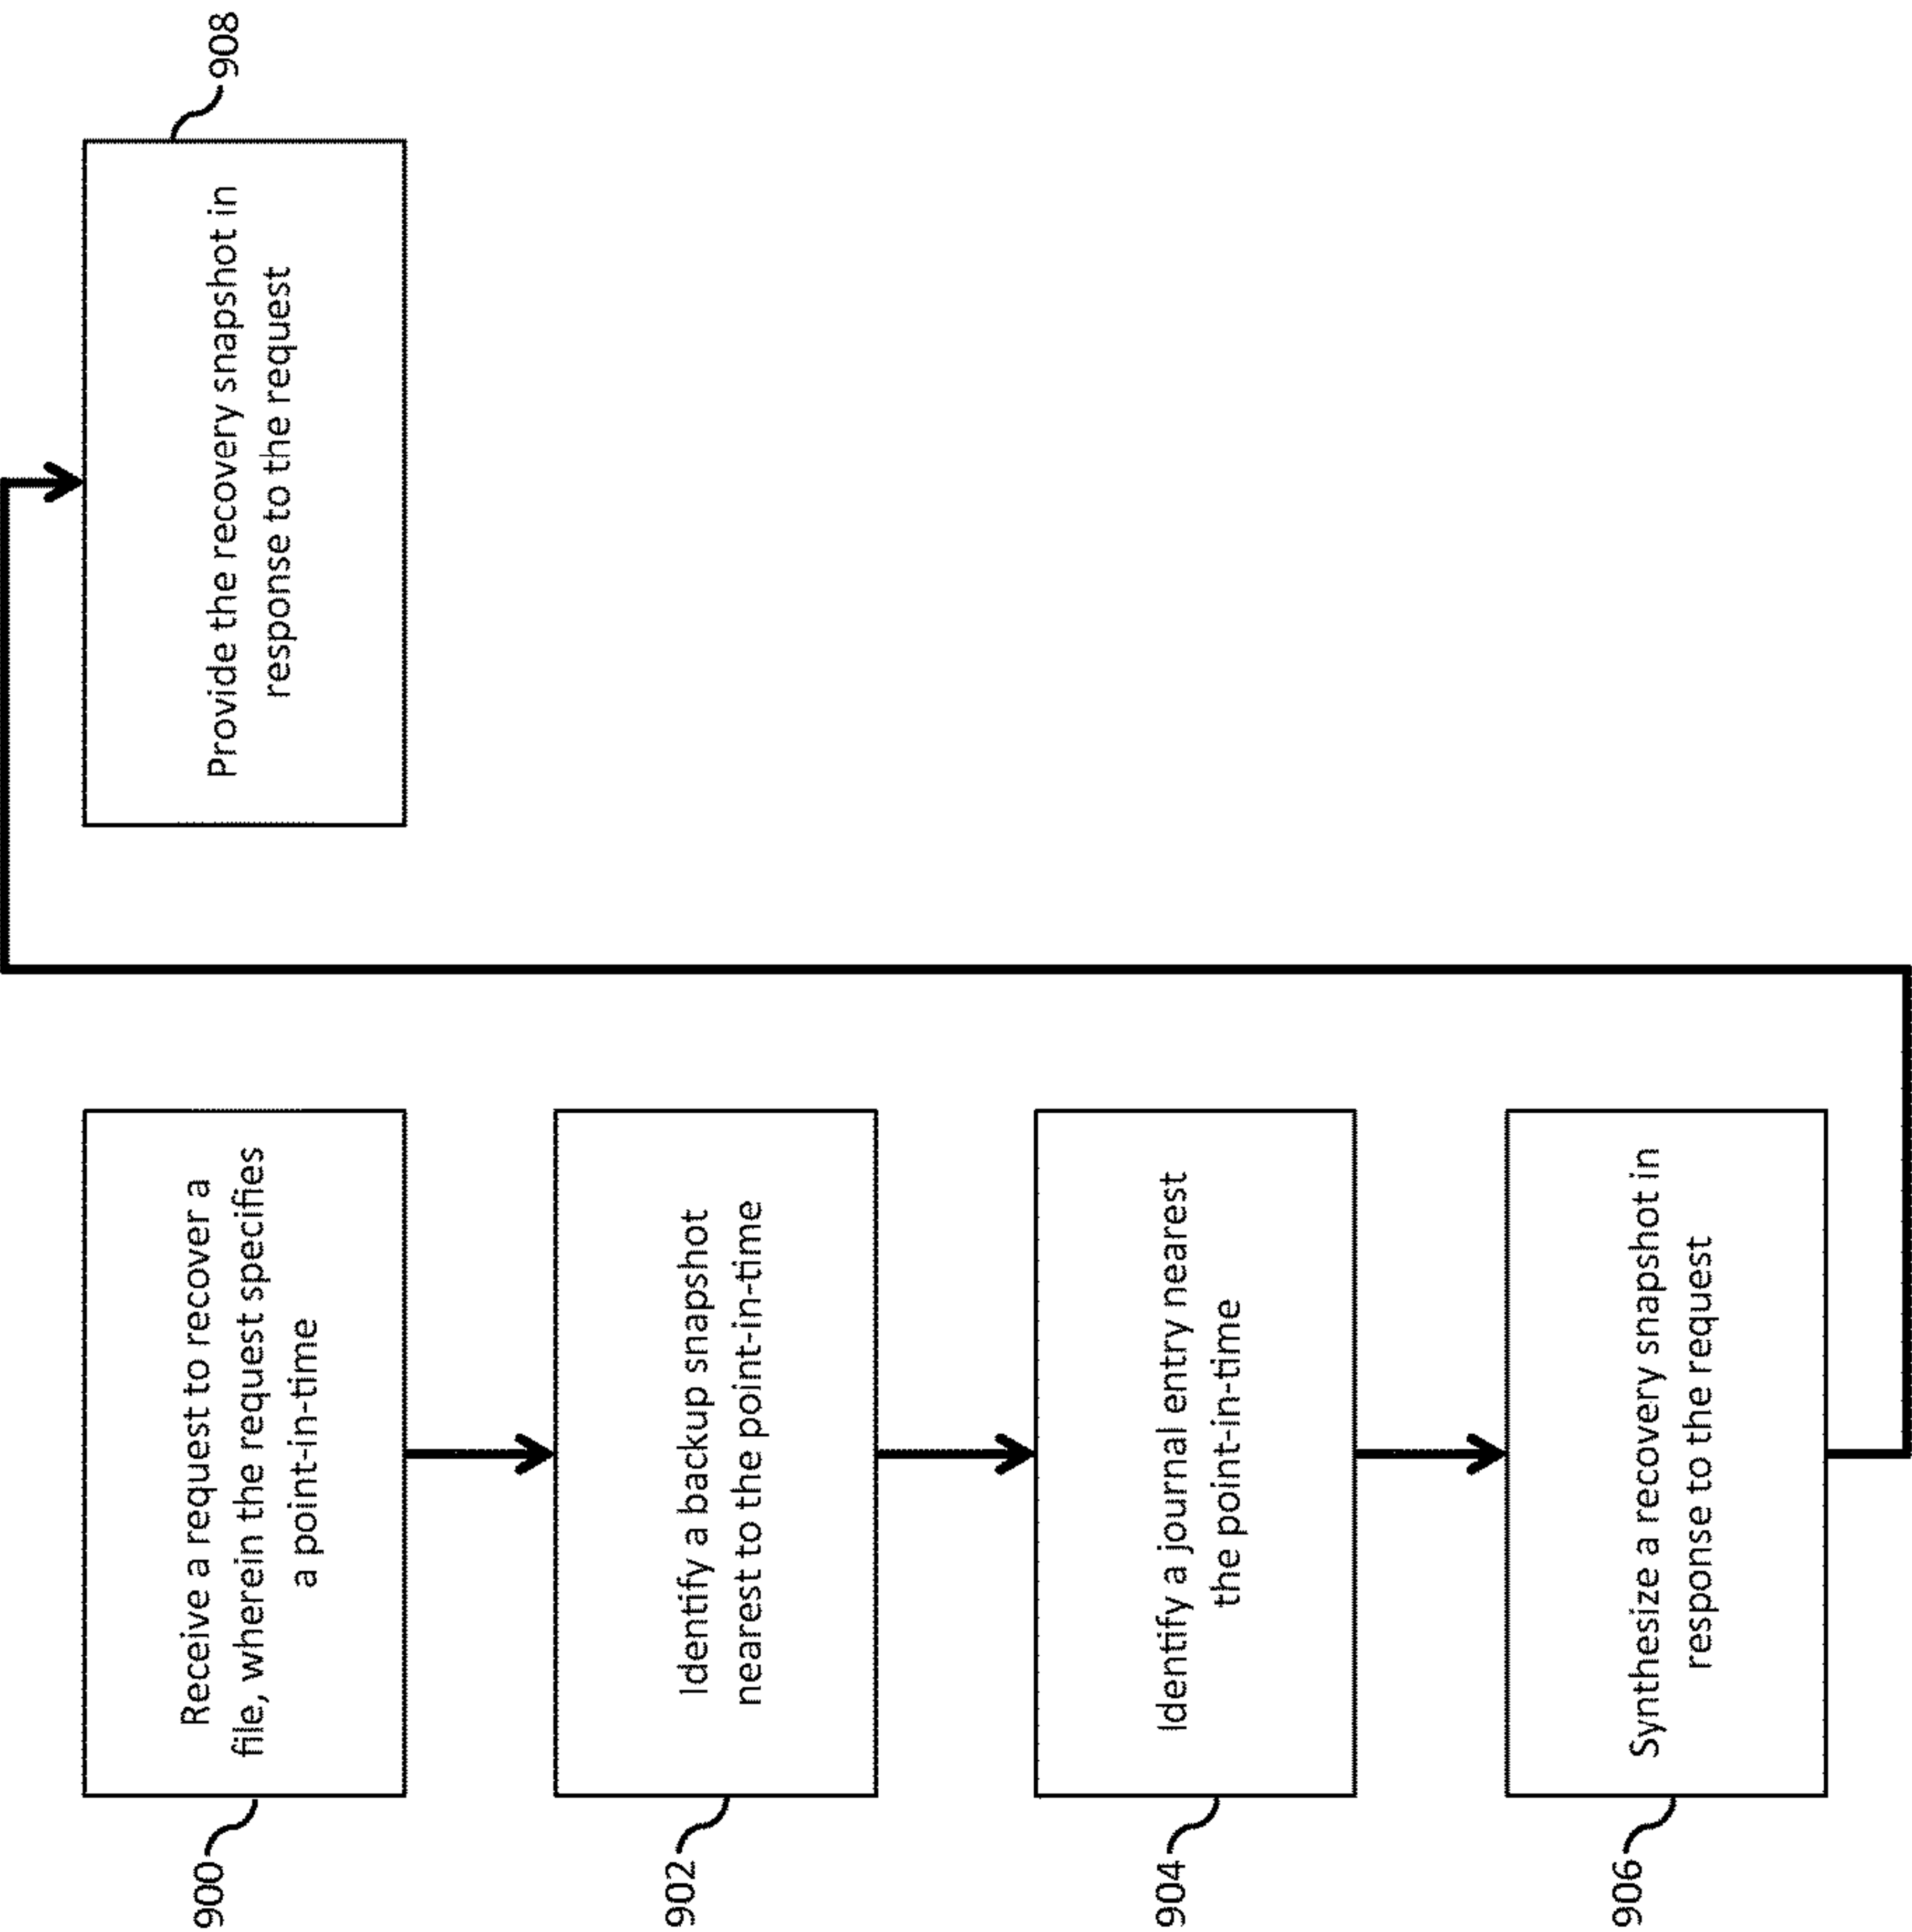 900
Receive a request to recover a
file, wherein the request specifies
a point-in-time
902
Identify a backup snapshot
nearest to the point-in-time
904
Identify a journal entry nearest
the point-in-time
906
Synthesize a recovery snapshot in
response to the request
Provide the recovery snapshot in
response to the request
908